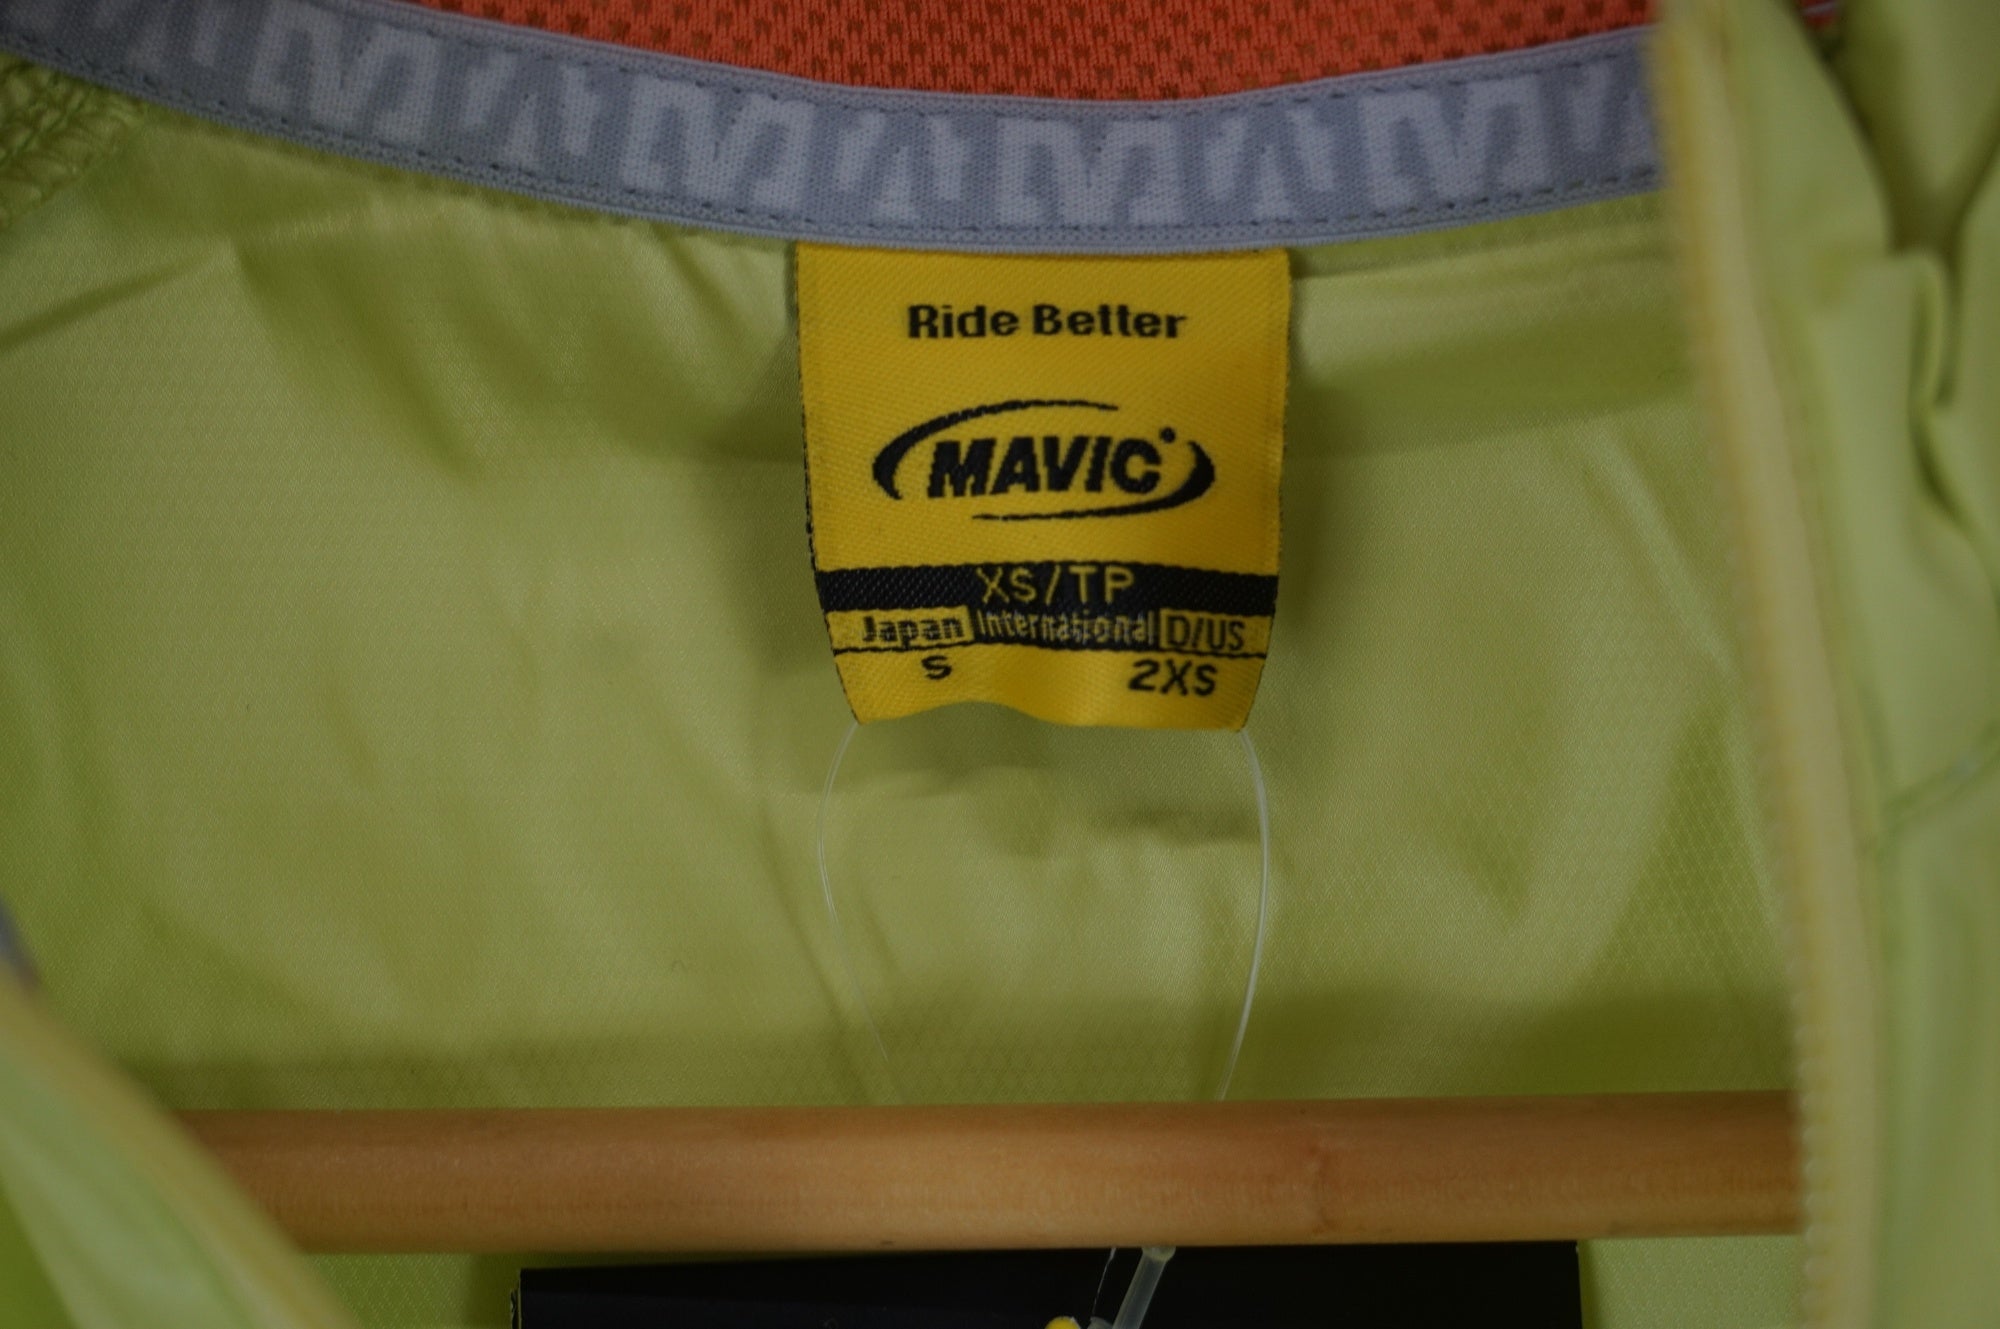 Ride Better
MAVIC
XS/TP
Japan International D/US
S 2XS